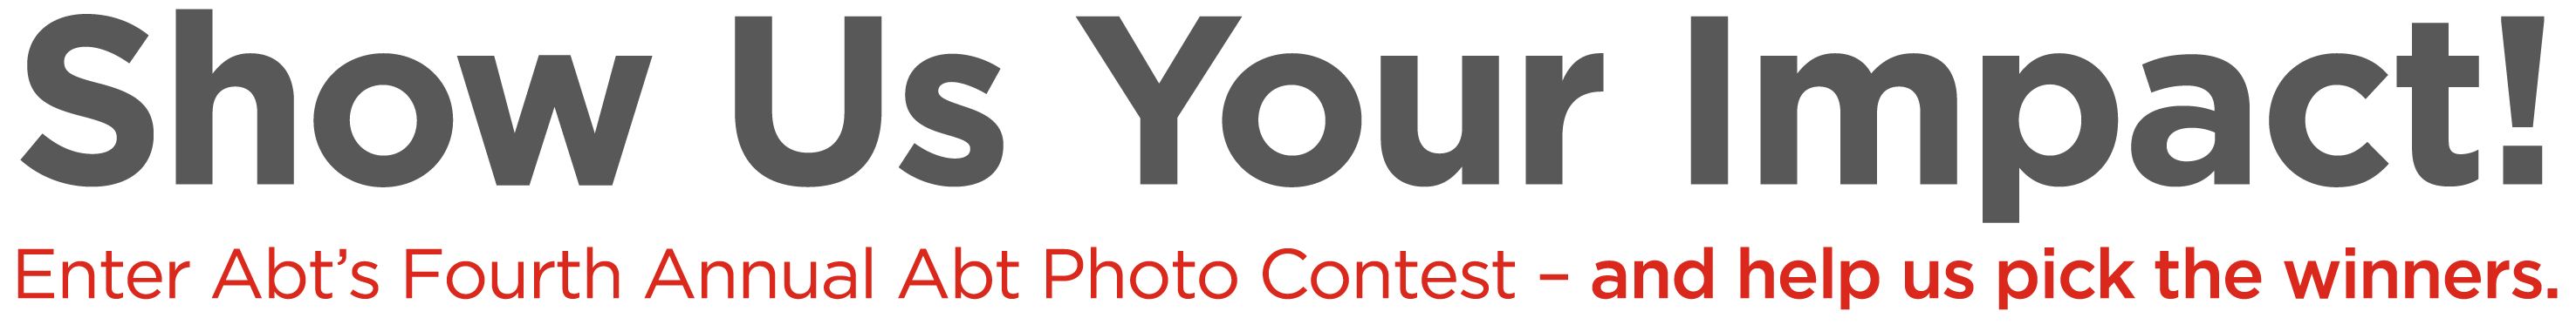 Show Us Your Impact!
Enter Abt’s Fourth Annual Abt Photo Contest – and help us pick the winners.